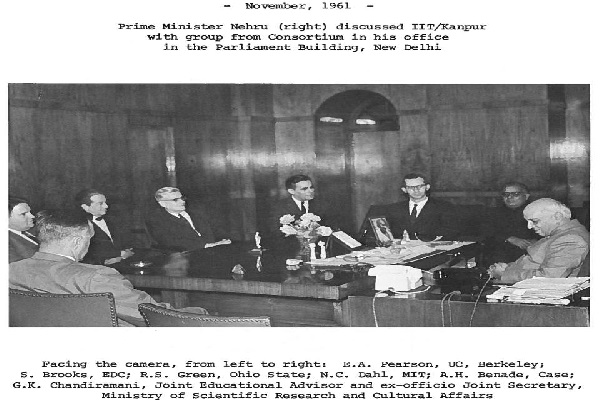 - November, 1961 -
Prime Minister Nehru (right) discussed IIT/Kanpur
with group from Consortium in his office
in the Parliament Building, New Delhi
Facing the camera, from left to right: E.A. Pearson, UC, Berkeley;
S. Brooks, EDC; R.S. Green, Ohio State; N.C. Dahl, MIT; A.H. Benade, Case;
G.K. Chandiramani, Joint Educational Advisor and ex-officio Joint Secretary,
Ministry of Scientific Research and Cultural Affairs